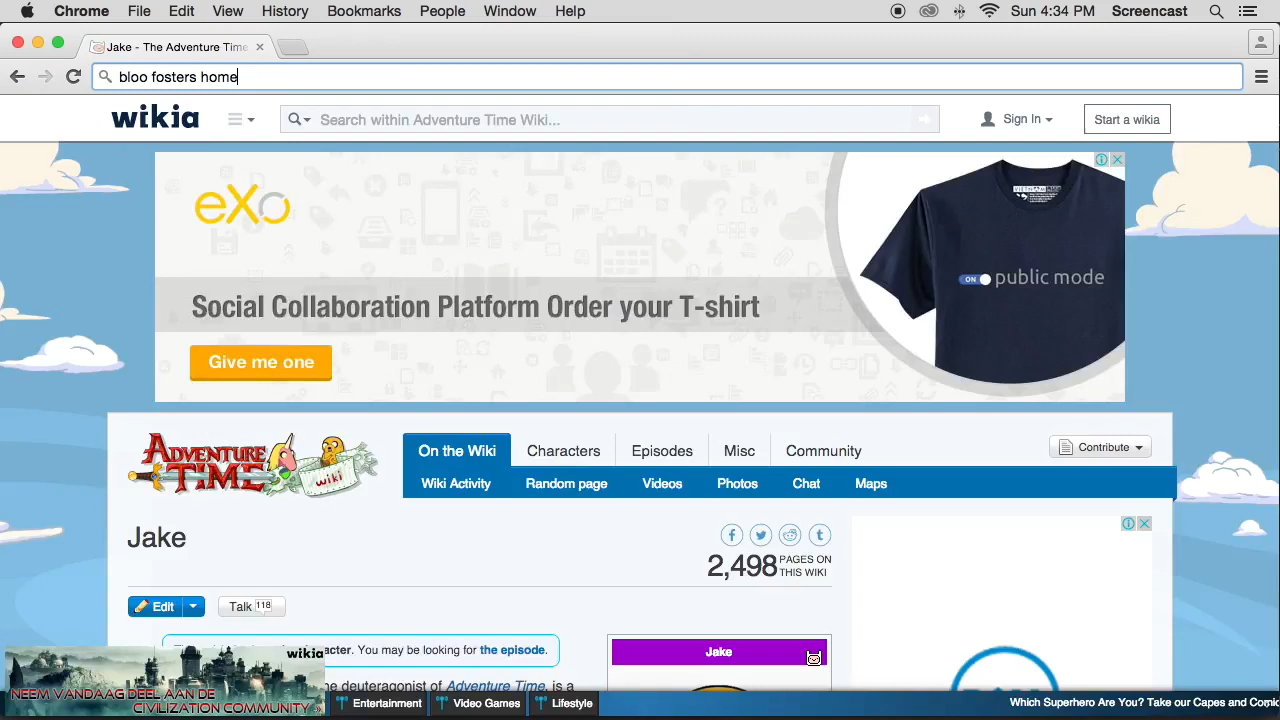 Chrome File Edit View History Bookmarks People Window Help Sun 4:34 PM Screencast
Jake - The Adventure Time
bloo fosters home
wikia Search within Adventure Time Wiki... Sign In Start a wikia
eXo
ON public mode
Social Collaboration Platform Order your T-shirt
Give me one
ADVENTURE TIME wiki
On the Wiki Characters Episodes Misc Community Contribute
Wiki Activity Random page Videos Photos Chat Maps
Jake
2,498 PAGES ON THIS WIKI
Edit Talk 118
character. You may be looking for the episode.
Jake
wikia
the deuteragonist of Adventure Time, is a
NEEM VANDAAG DEEL AAN DE
CIVILIZATION COMMUNITY >
Entertainment Video Games Lifestyle Which Superhero Are You? Take our Capes and